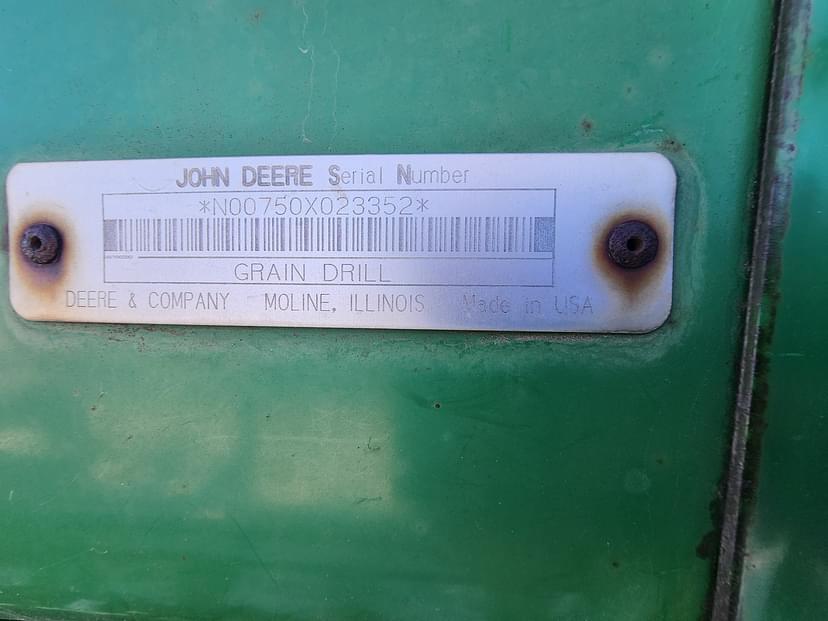 JOHN DEERE Serial Number
*N00750X023352*
GRAIN DRILL
DEERE & COMPANY MOLINE, ILLINOIS Made in USA